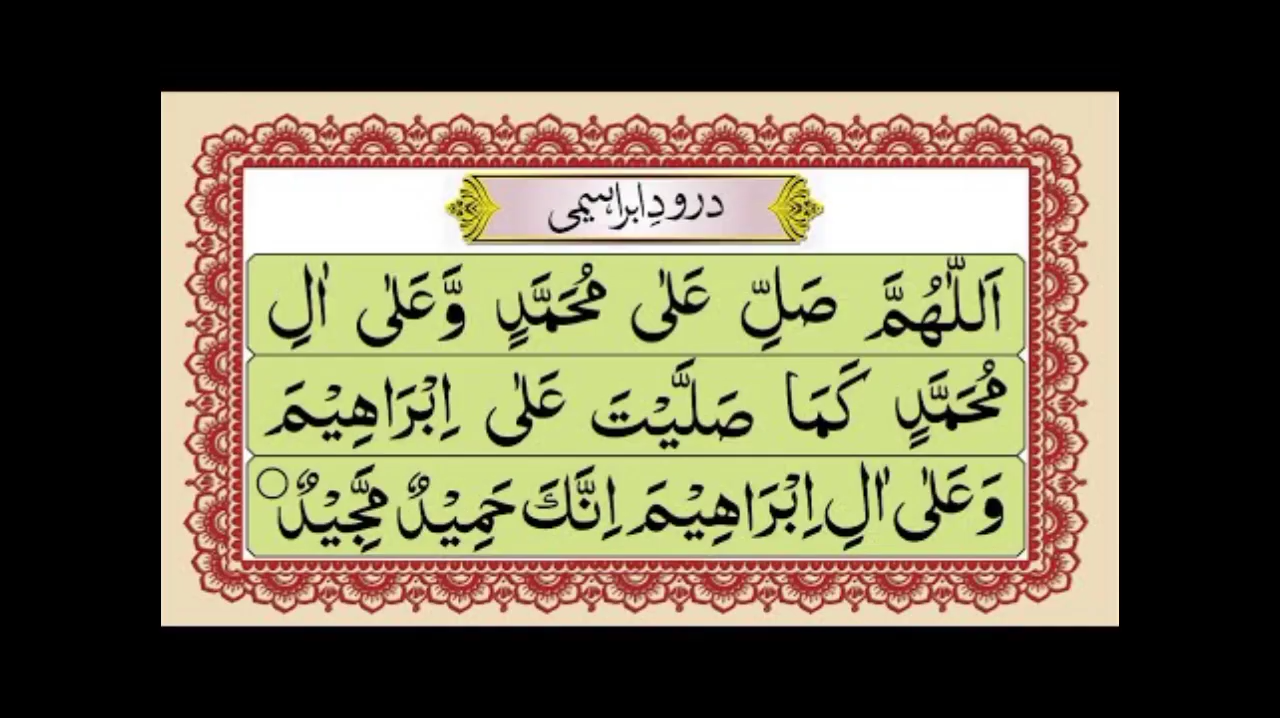 درودِ ابراہیمی
اَللّٰهُمَّ صَلِّ عَلٰى مُحَمَّدٍ وَّعَلٰٓى اٰلِ
مُحَمَّدٍ كَمَا صَلَّيْتَ عَلٰٓى اِبْرَاهِيْمَ
وَعَلٰٓى اٰلِ اِبْرَاهِيْمَ اِنَّكَ حَمِيْدٌ مَّجِيْدٌ ○